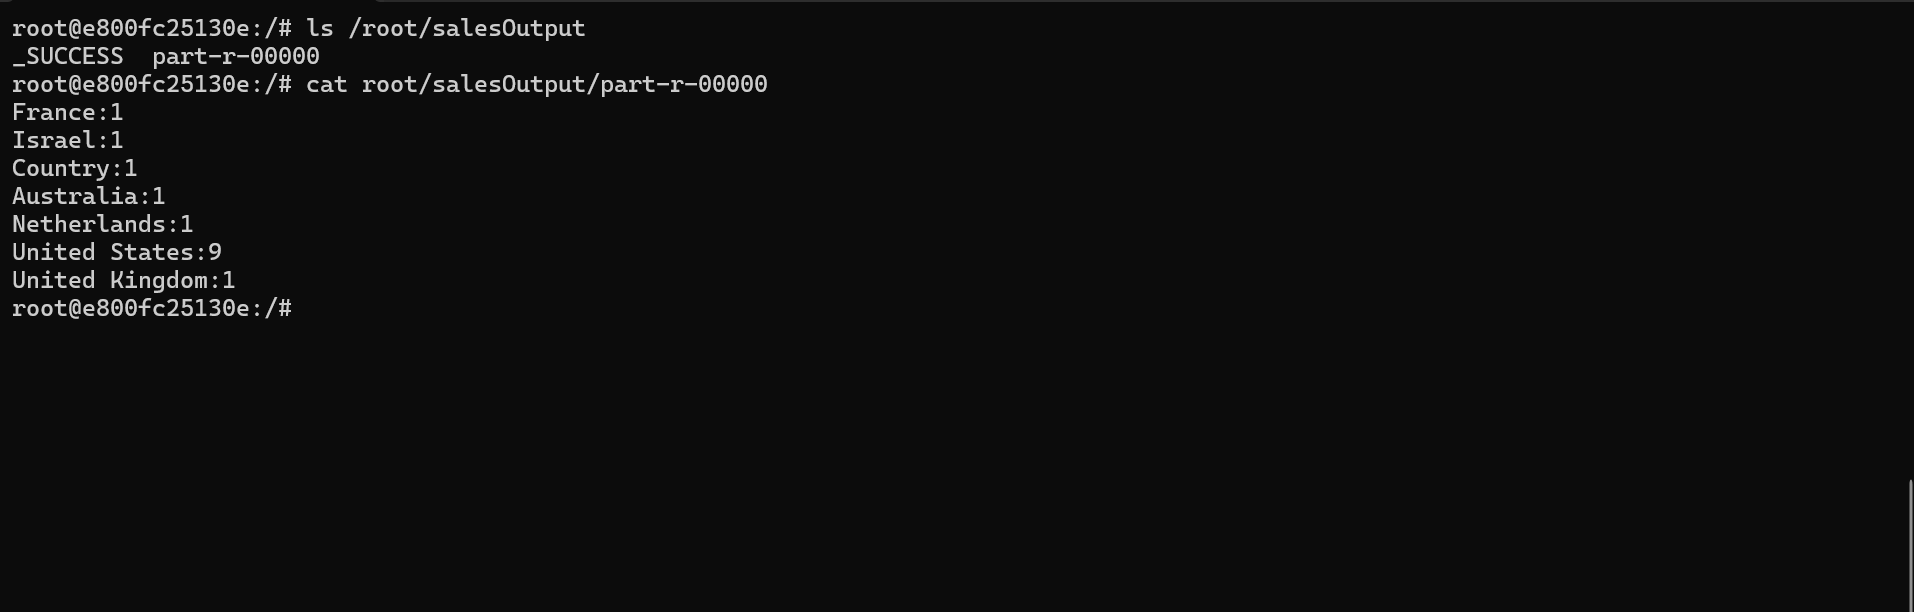 root@e800fc25130e:/# ls /root/salesOutput
_SUCCESS  part-r-00000
root@e800fc25130e:/# cat root/salesOutput/part-r-00000
France:1
Israel:1
Country:1
Australia:1
Netherlands:1
United States:9
United Kingdom:1
root@e800fc25130e:/#